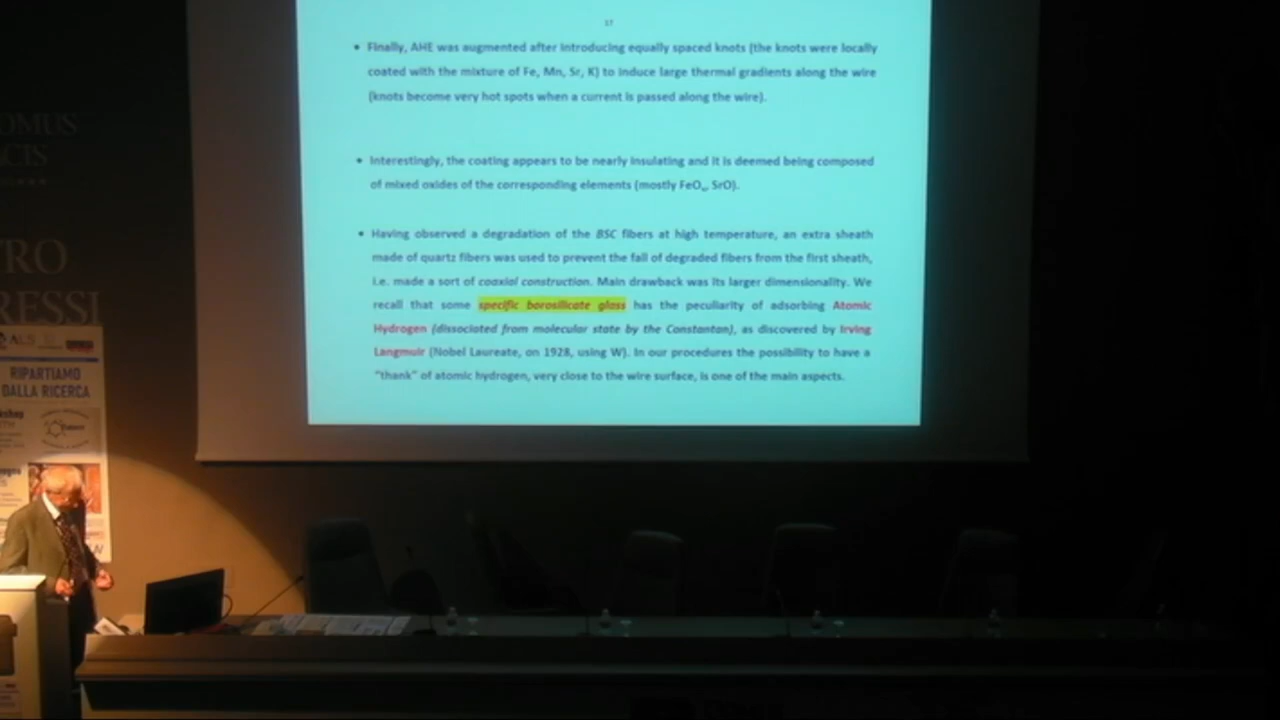 17
• Finally, AHE was augmented after introducing equally spaced knots (the knots were locally
coated with the mixture of Fe, Mn, Sr, K) to induce large thermal gradients along the wire
(knots become very hot spots when a current is passed along the wire).
• Interestingly, the coating appears to be nearly insulating and it is deemed being composed
of mixed oxides of the corresponding elements (mostly FeOₓ, SrO).
• Having observed a degradation of the BSC fibers at high temperature, an extra sheath
made of quartz fibers was used to prevent the fall of degraded fibers from the first sheath,
i.e. made a sort of coaxial construction. Main drawback was its larger dimensionality. We
recall that some specific borosilicate glass has the peculiarity of adsorbing Atomic
Hydrogen (dissociated from molecular state by the Constantan), as discovered by Irving
Langmuir (Nobel Laureate, on 1928, using W). In our procedures the possibility to have a
"thank" of atomic hydrogen, very close to the wire surface, is one of the main aspects.
OMUS
CIS
TRO
RESSI
RIPARTIAMO
DALLA RICERCA